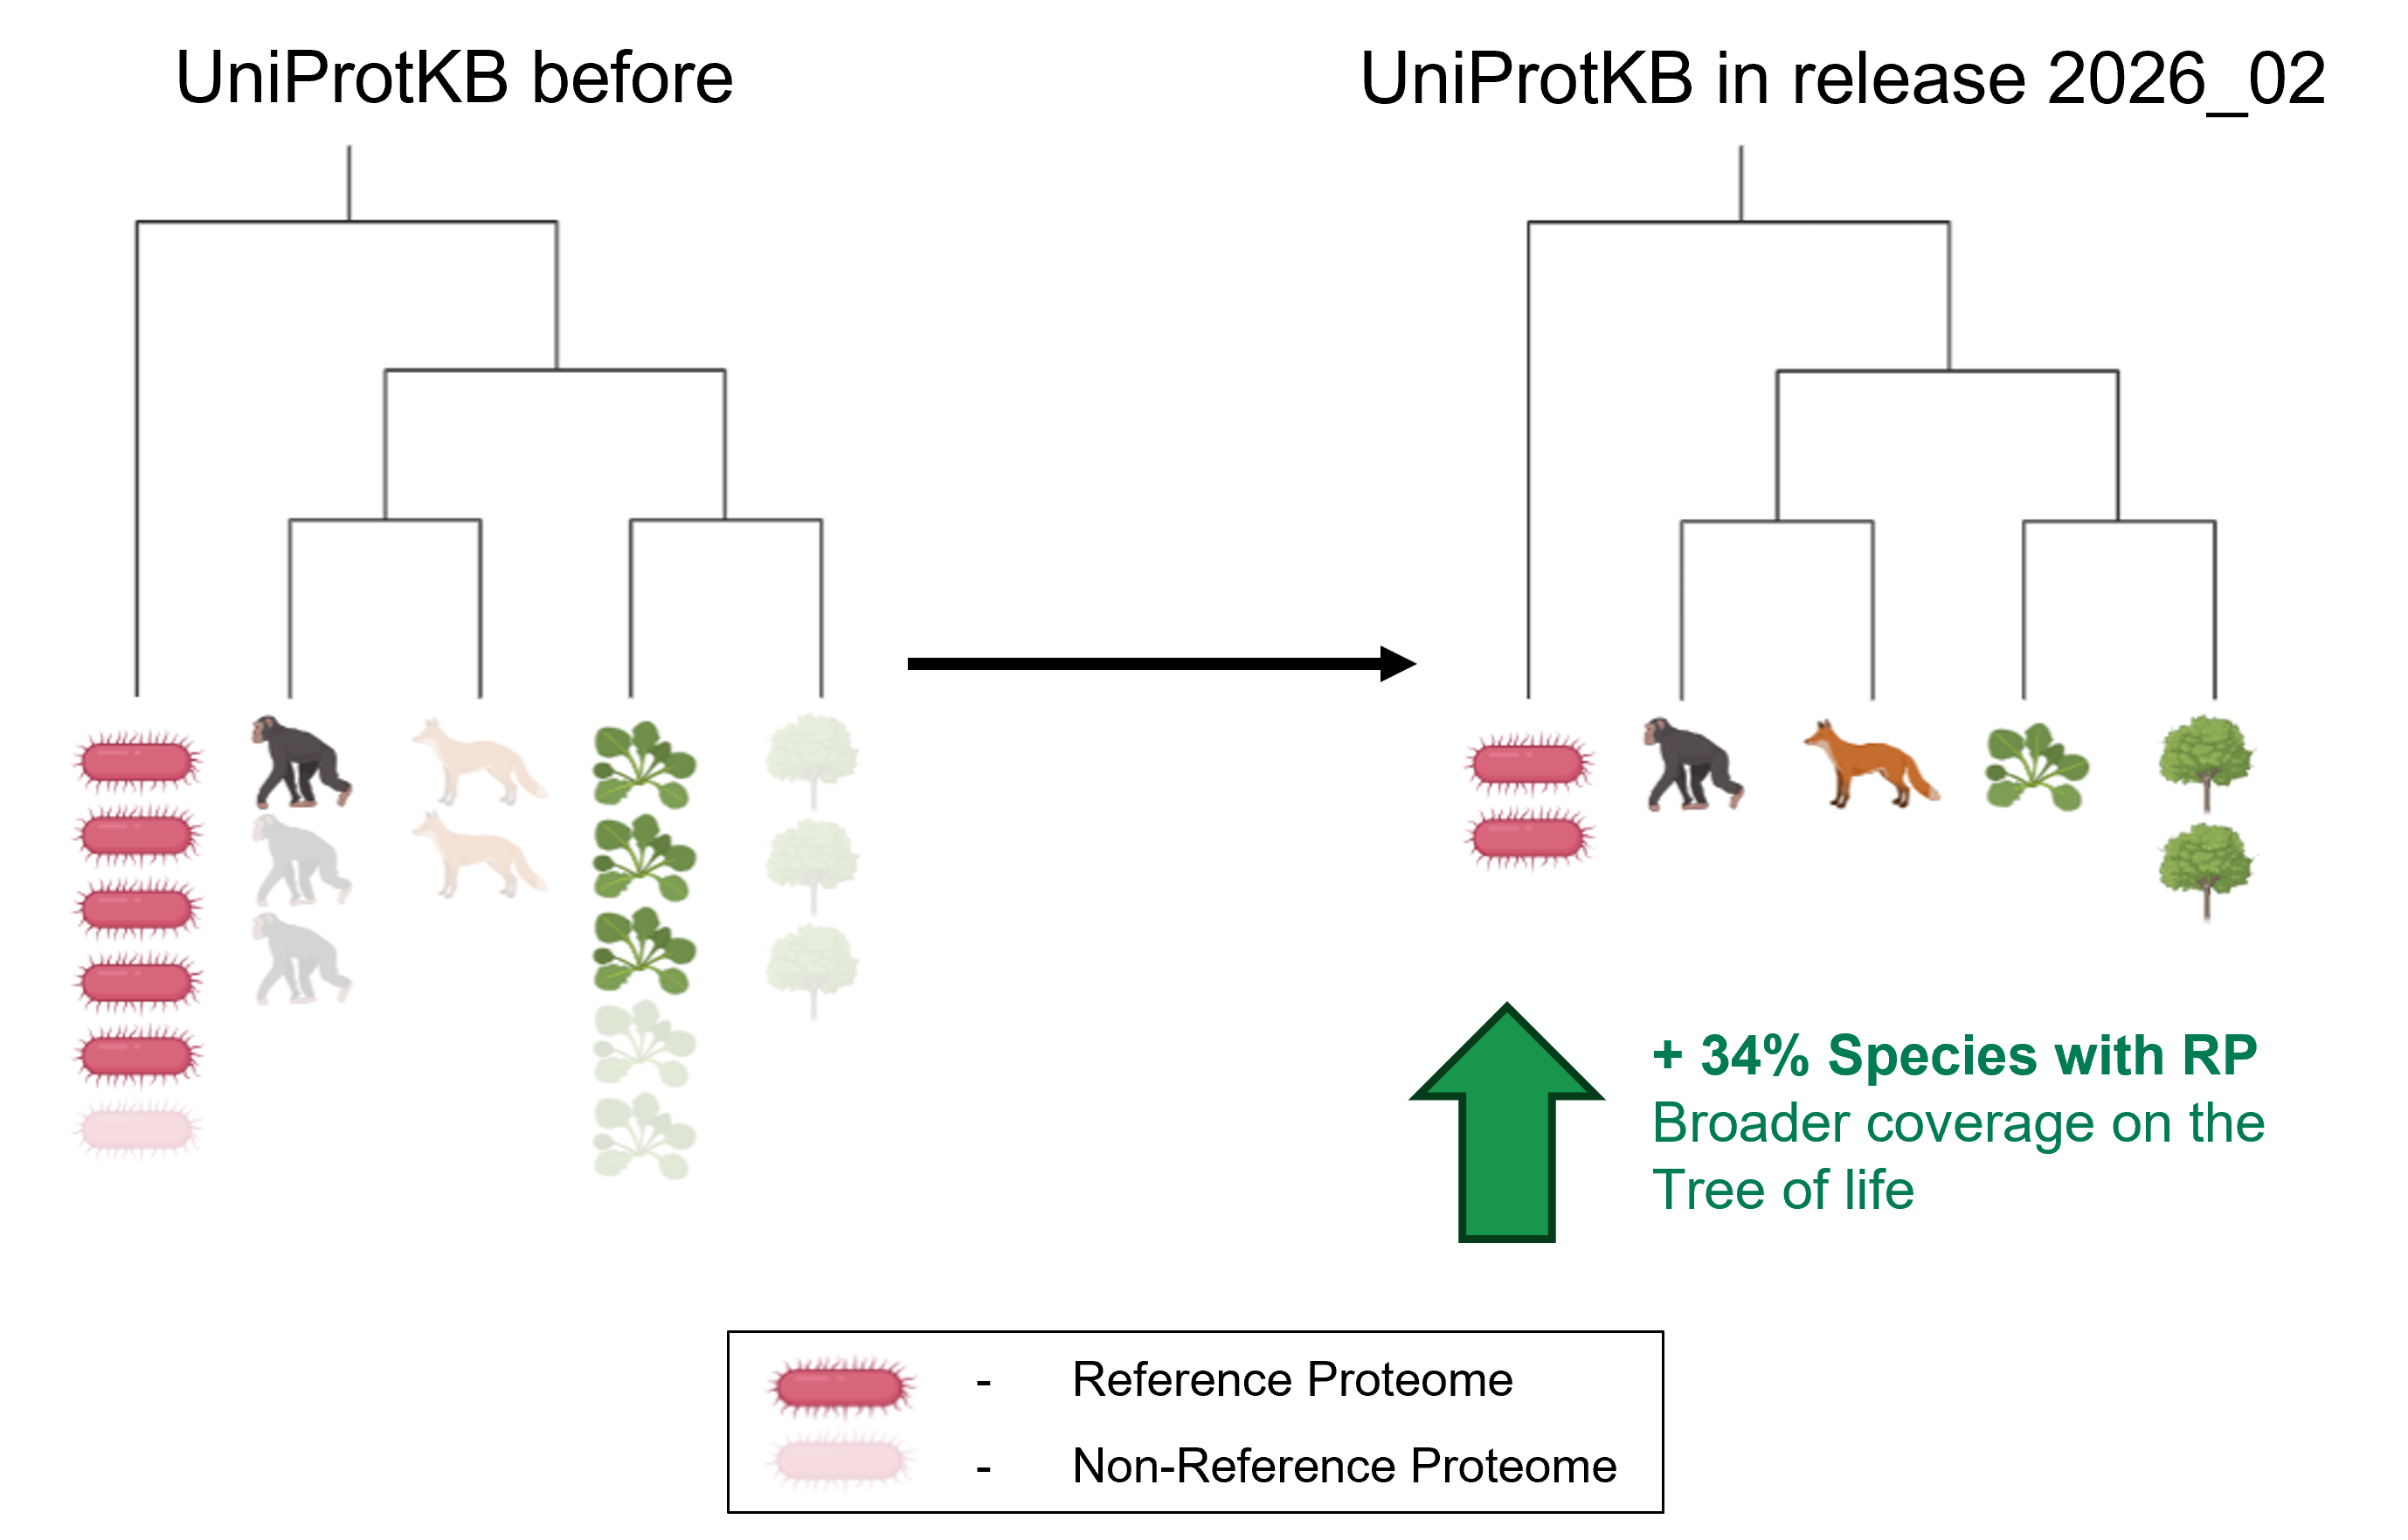 UniProtKB before
UniProtKB in release 2026_02
+ 34% Species with RP
Broader coverage on the
Tree of life
- Reference Proteome
- Non-Reference Proteome